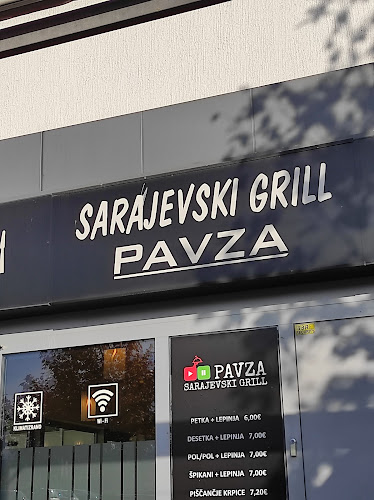 SARAJEVSKI GRILL
PAVZA
PAVZA
SARAJEVSKI GRILL
PETKA + LEPINJA 6,00€
DESETKA + LEPINJA 7,00€
POL/POL + LEPINJA 7,00€
ŠPIKANI + LEPINJA 7,00€
PIŠČANČJE KRPICE 7,20€
KLIMATIZIRANO
Wi-Fi